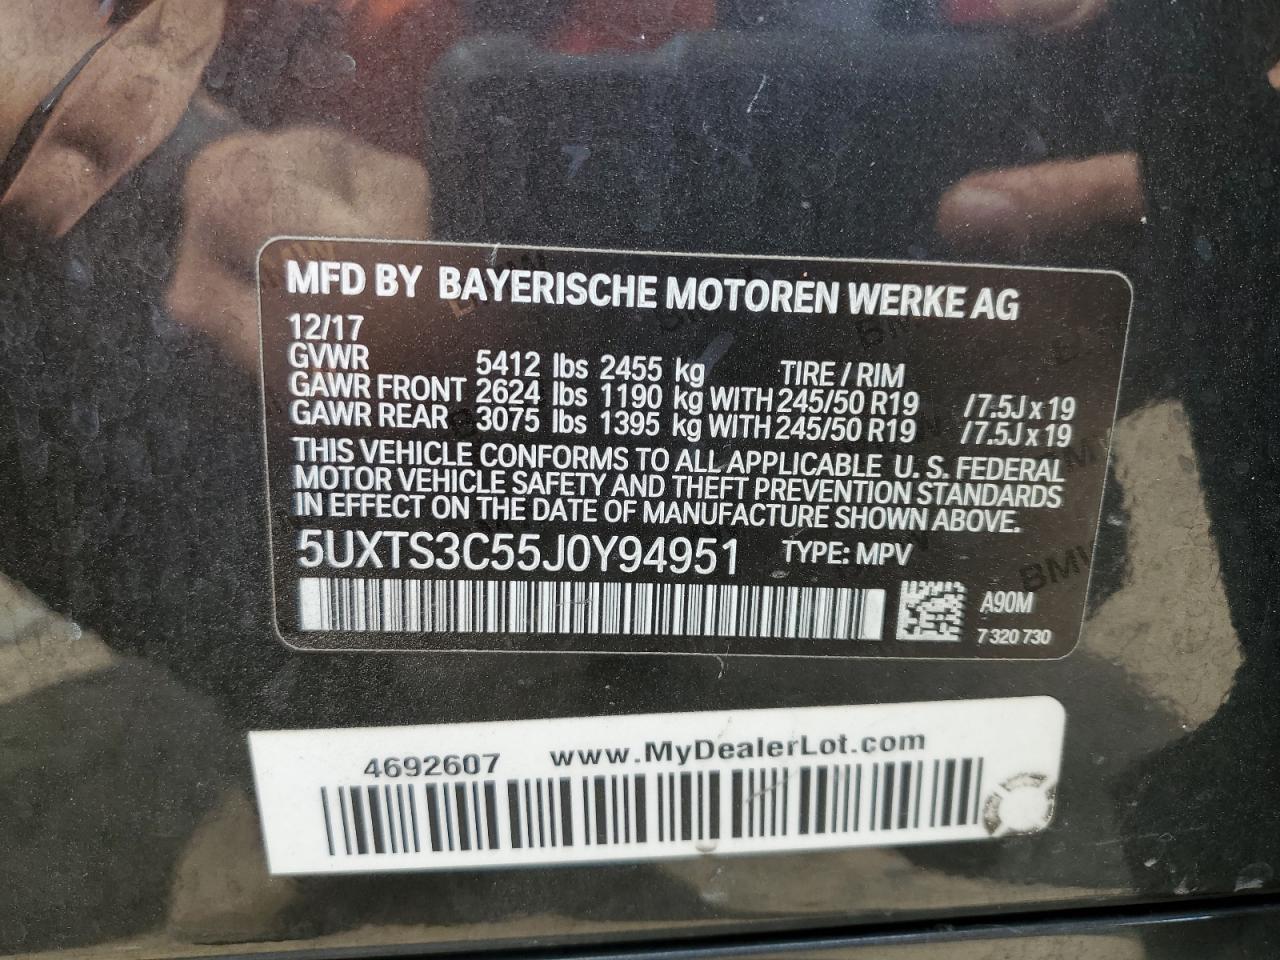 MFD BY BAYERISCHE MOTOREN WERKE AG
12/17
GVWR 5412 lbs 2455 kg TIRE / RIM
GAWR FRONT 2624 lbs 1190 kg WITH 245/50 R19 /7.5J x 19
GAWR REAR 3075 lbs 1395 kg WITH 245/50 R19 /7.5J x 19
THIS VEHICLE CONFORMS TO ALL APPLICABLE U. S. FEDERAL
MOTOR VEHICLE SAFETY AND THEFT PREVENTION STANDARDS
IN EFFECT ON THE DATE OF MANUFACTURE SHOWN ABOVE.
5UXTS3C55J0Y94951 TYPE: MPV
A90M
7 320 730
4692607 www.MyDealerLot.com